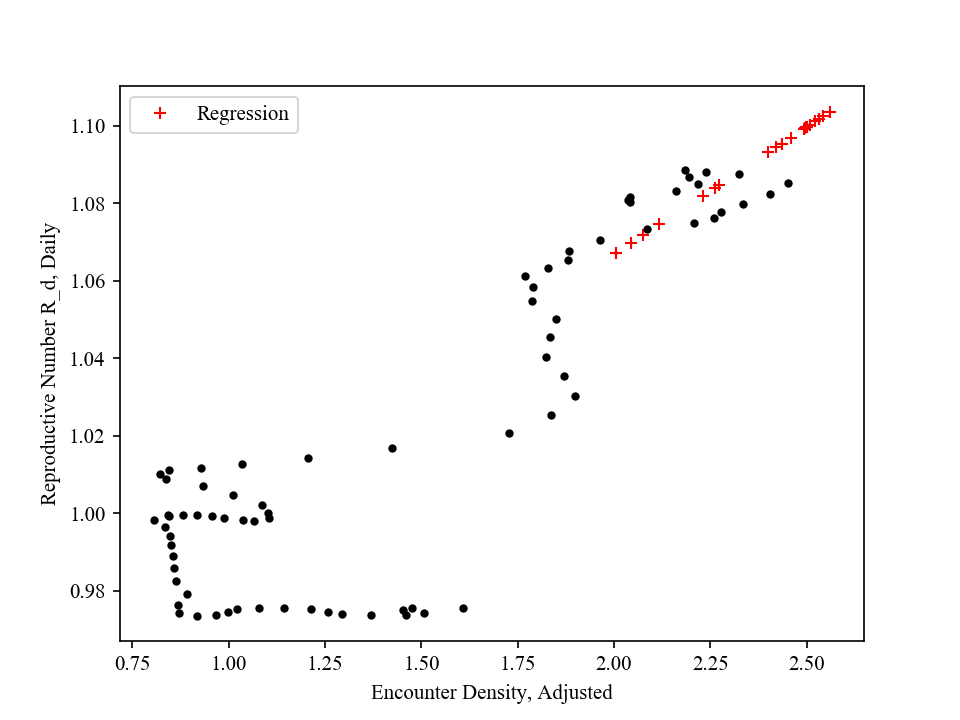 Regression
1.10
1.08
1.06
1.04
1.02
1.00
0.98
Reproductive Number R_d, Daily
0.75 1.00 1.25 1.50 1.75 2.00 2.25 2.50
Encounter Density, Adjusted